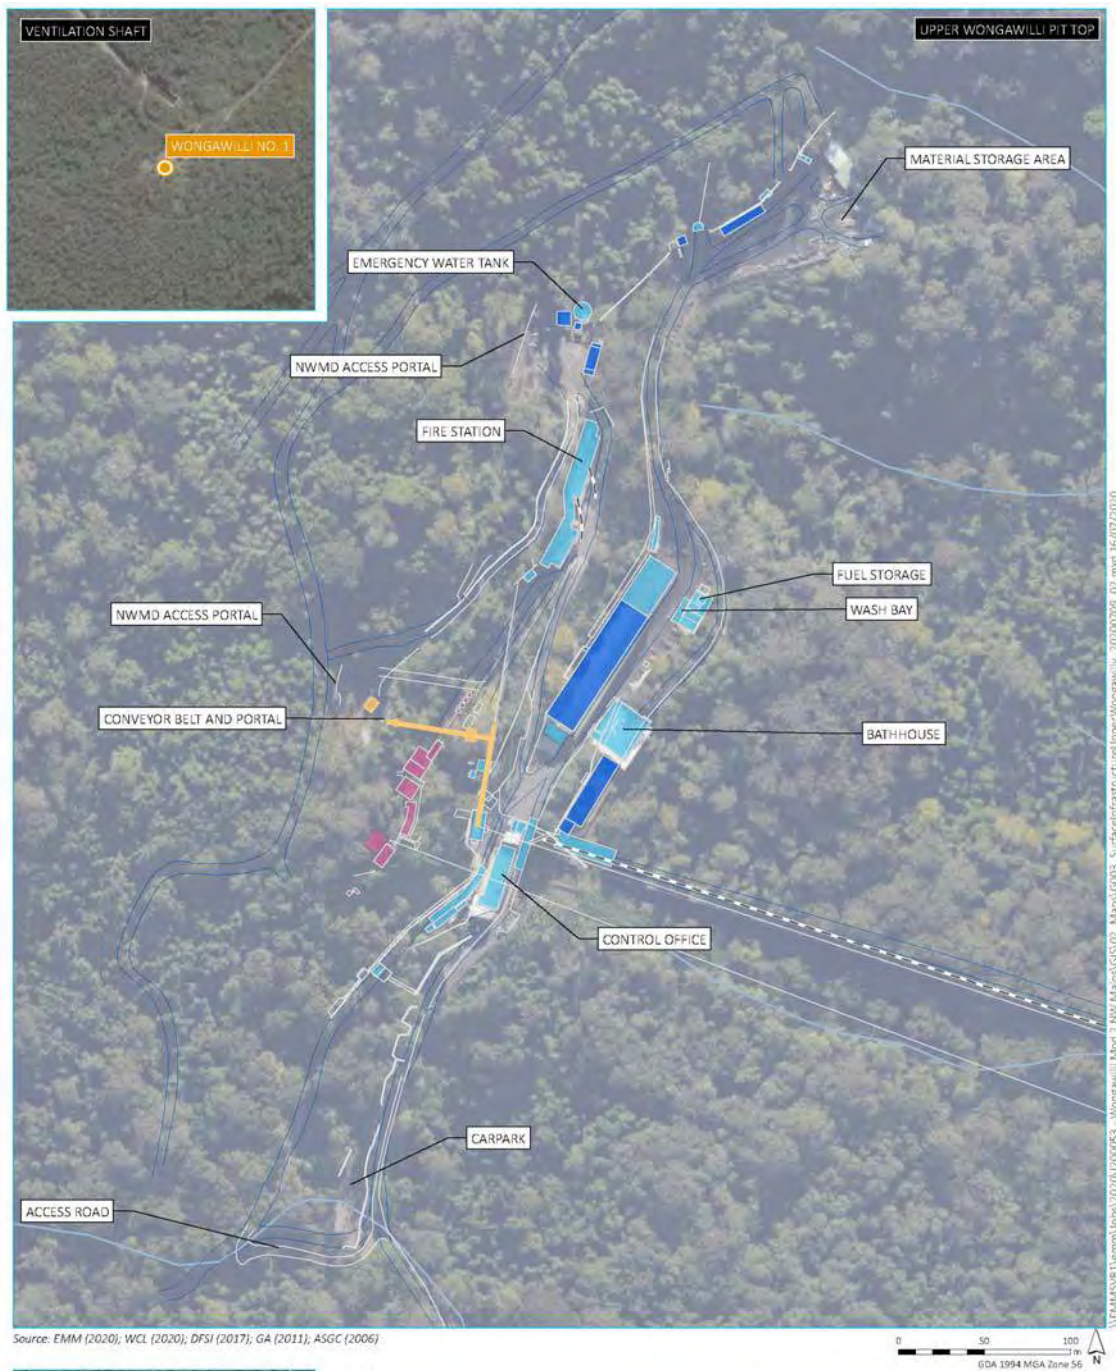 VENTILATION SHAFT
UPPER WONGAWILLI PIT TOP
WONGAWILLI NO. 1
MATERIAL STORAGE AREA
EMERGENCY WATER TANK
NWMD ACCESS PORTAL
FIRE STATION
FUEL STORAGE
WASH BAY
NWMD ACCESS PORTAL
CONVEYOR BELT AND PORTAL
BATHHOUSE
CONTROL OFFICE
CARPARK
ACCESS ROAD
Source: EMM (2020); WCL (2020); DFSI (2017); GA (2011); ASGC (2006)
0 50 100
m
GDA 1994 MGA Zone 56
N